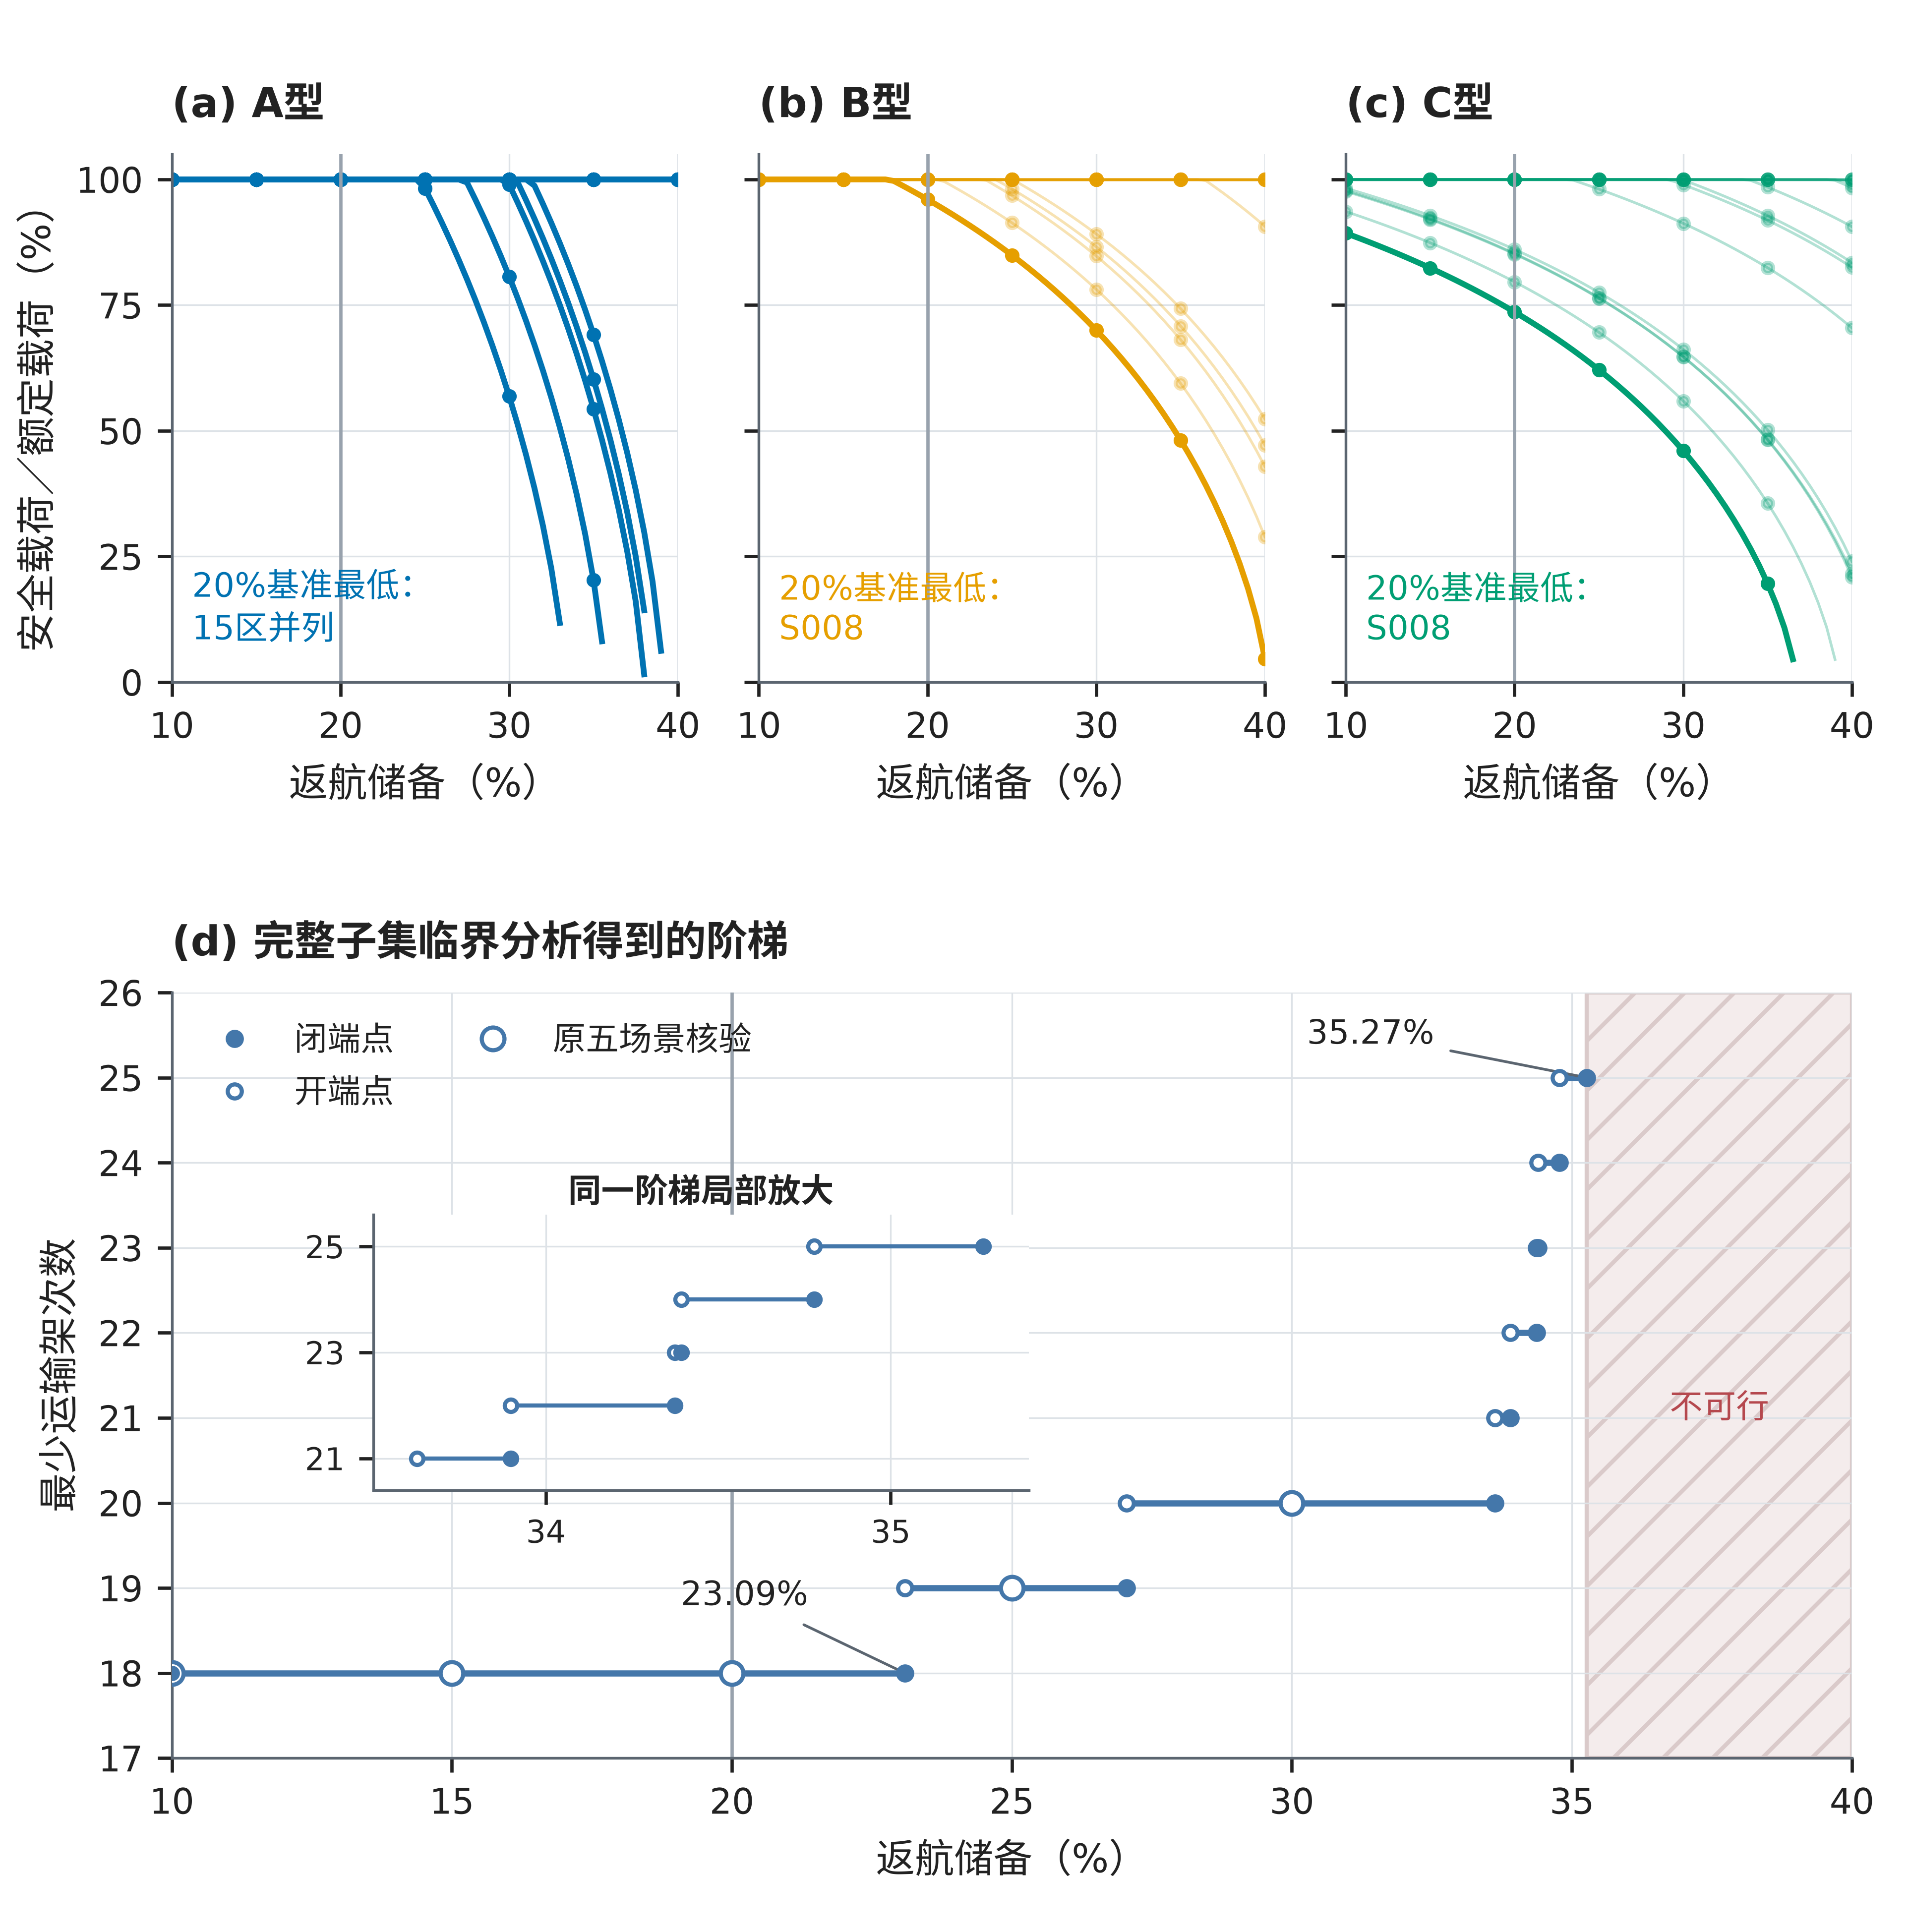 (a) A型
(b) B型
(c) C型
安全载荷／额定载荷（%）
100
75
50
25
0
20%基准最低：
15区并列
20%基准最低：
S008
20%基准最低：
S008
10 20 30 40
10 20 30 40
10 20 30 40
返航储备（%）
返航储备（%）
返航储备（%）
(d) 完整子集临界分析得到的阶梯
最少运输架次数
26
25
24
23
22
21
20
19
18
17
闭端点
原五场景核验
开端点
35.27%
同一阶梯局部放大
25
23
21
34 35
不可行
23.09%
10 15 20 25 30 35 40
返航储备（%）